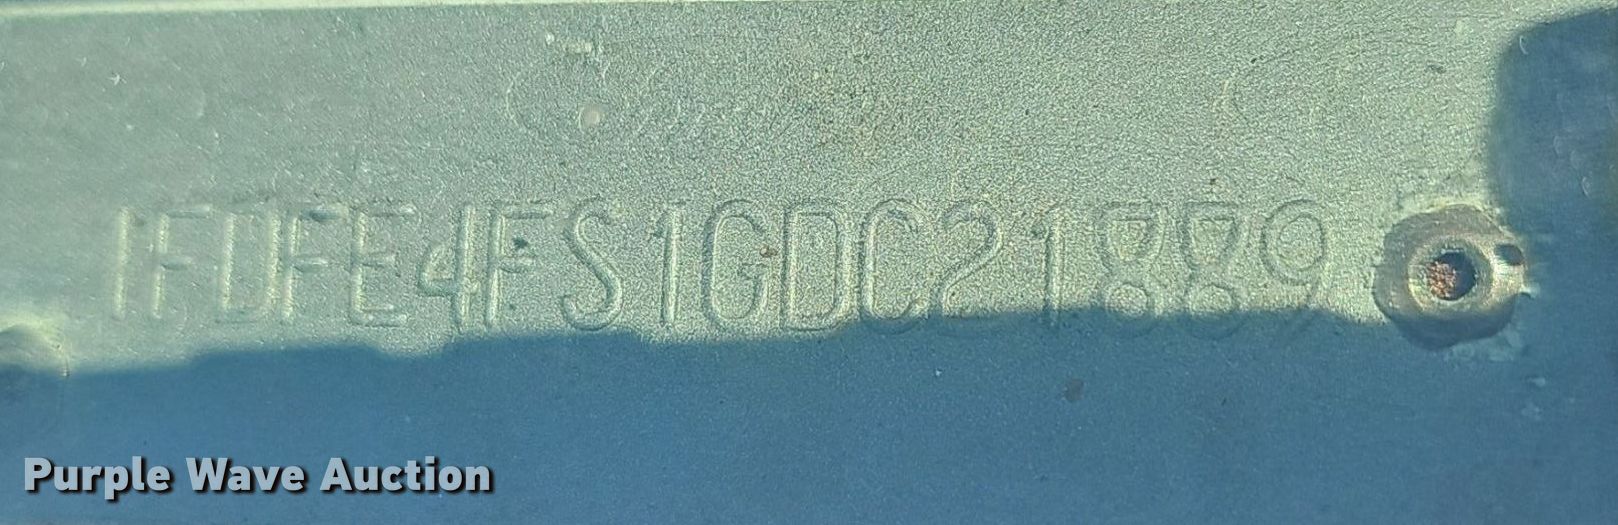 1FDFE4FS1GDC21889
Purple Wave Auction